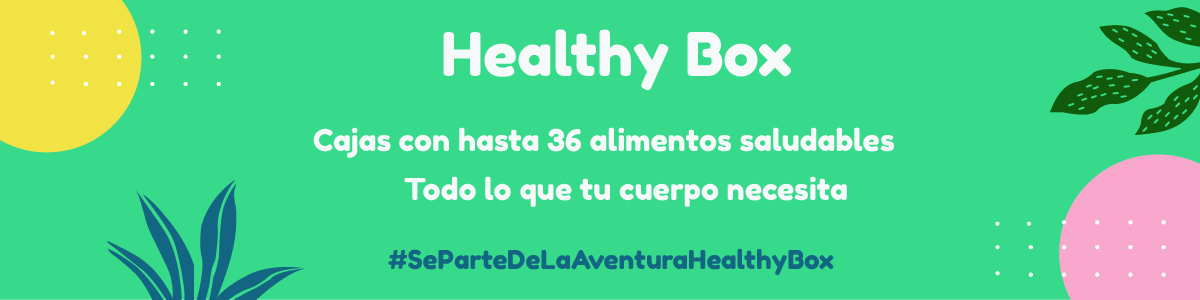 Healthy Box
Cajas con hasta 36 alimentos saludables
Todo lo que tu cuerpo necesita
#SeParteDeLaAventuraHealthyBox